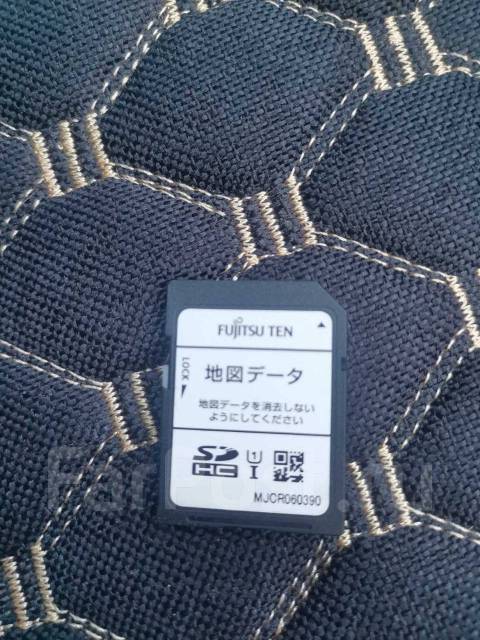 FUJITSU TEN
LOCK
地図データ
地図データを消去しない
ようにしてください
SD HC U1 I
MJCR060390